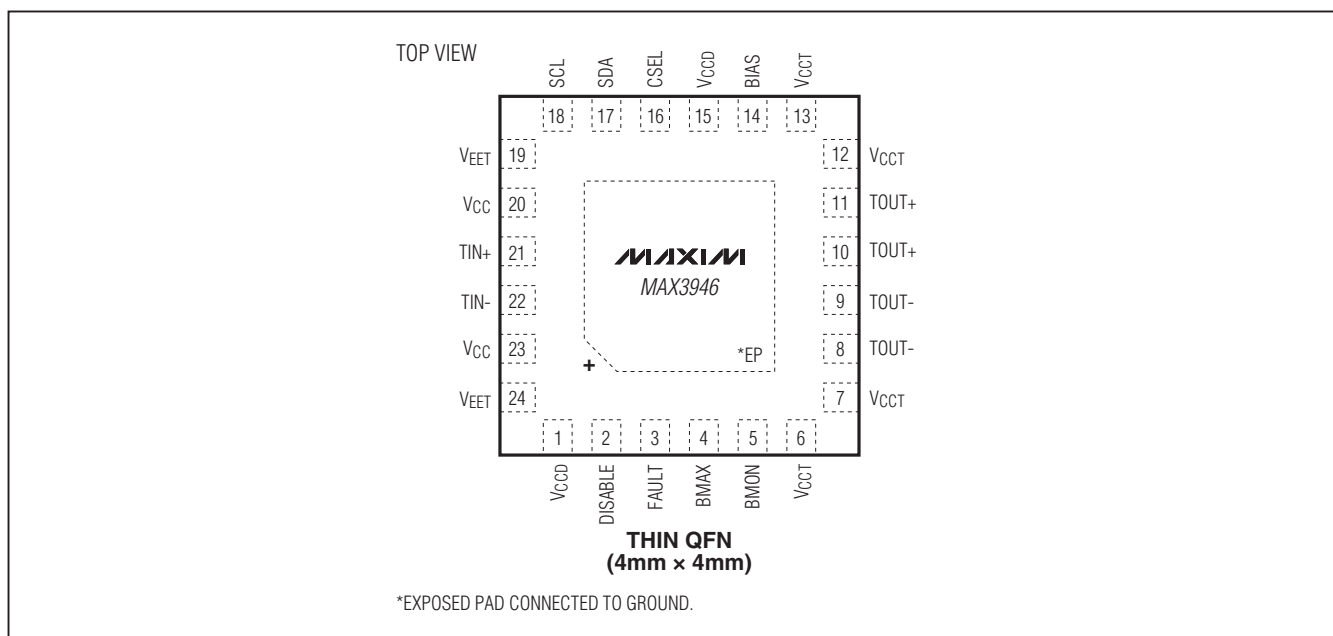 TOP VIEW
SCL
SDA
CSEL
VCCD
BIAS
VCCT
18
17
16
15
14
13
VEET 19
12 VCCT
VCC 20
11 TOUT+
TIN+ 21
10 TOUT+
MAXIM
MAX3946
TIN- 22
9 TOUT-
VCC 23
8 TOUT-
*EP
+
VEET 24
7 VCCT
1
2
3
4
5
6
VCCD
DISABLE
FAULT
BMAX
BMON
VCCT
THIN QFN
(4mm × 4mm)
*EXPOSED PAD CONNECTED TO GROUND.